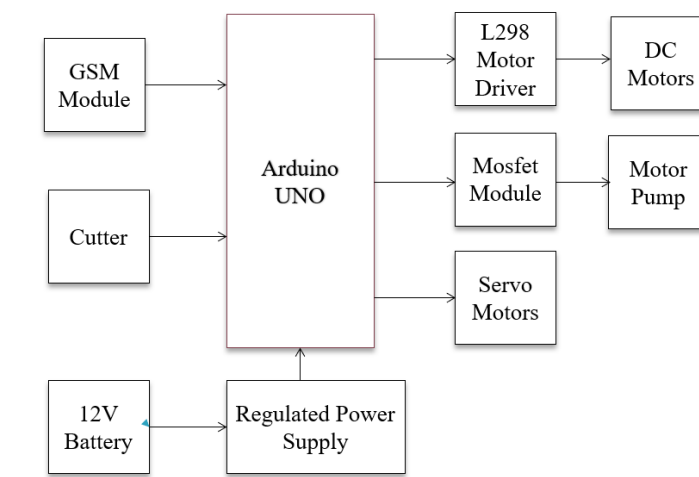 GSM
Module
Cutter
12V
Battery
Arduino
UNO
Regulated Power
Supply
L298
Motor
Driver
DC
Motors
Mosfet
Module
Motor
Pump
Servo
Motors